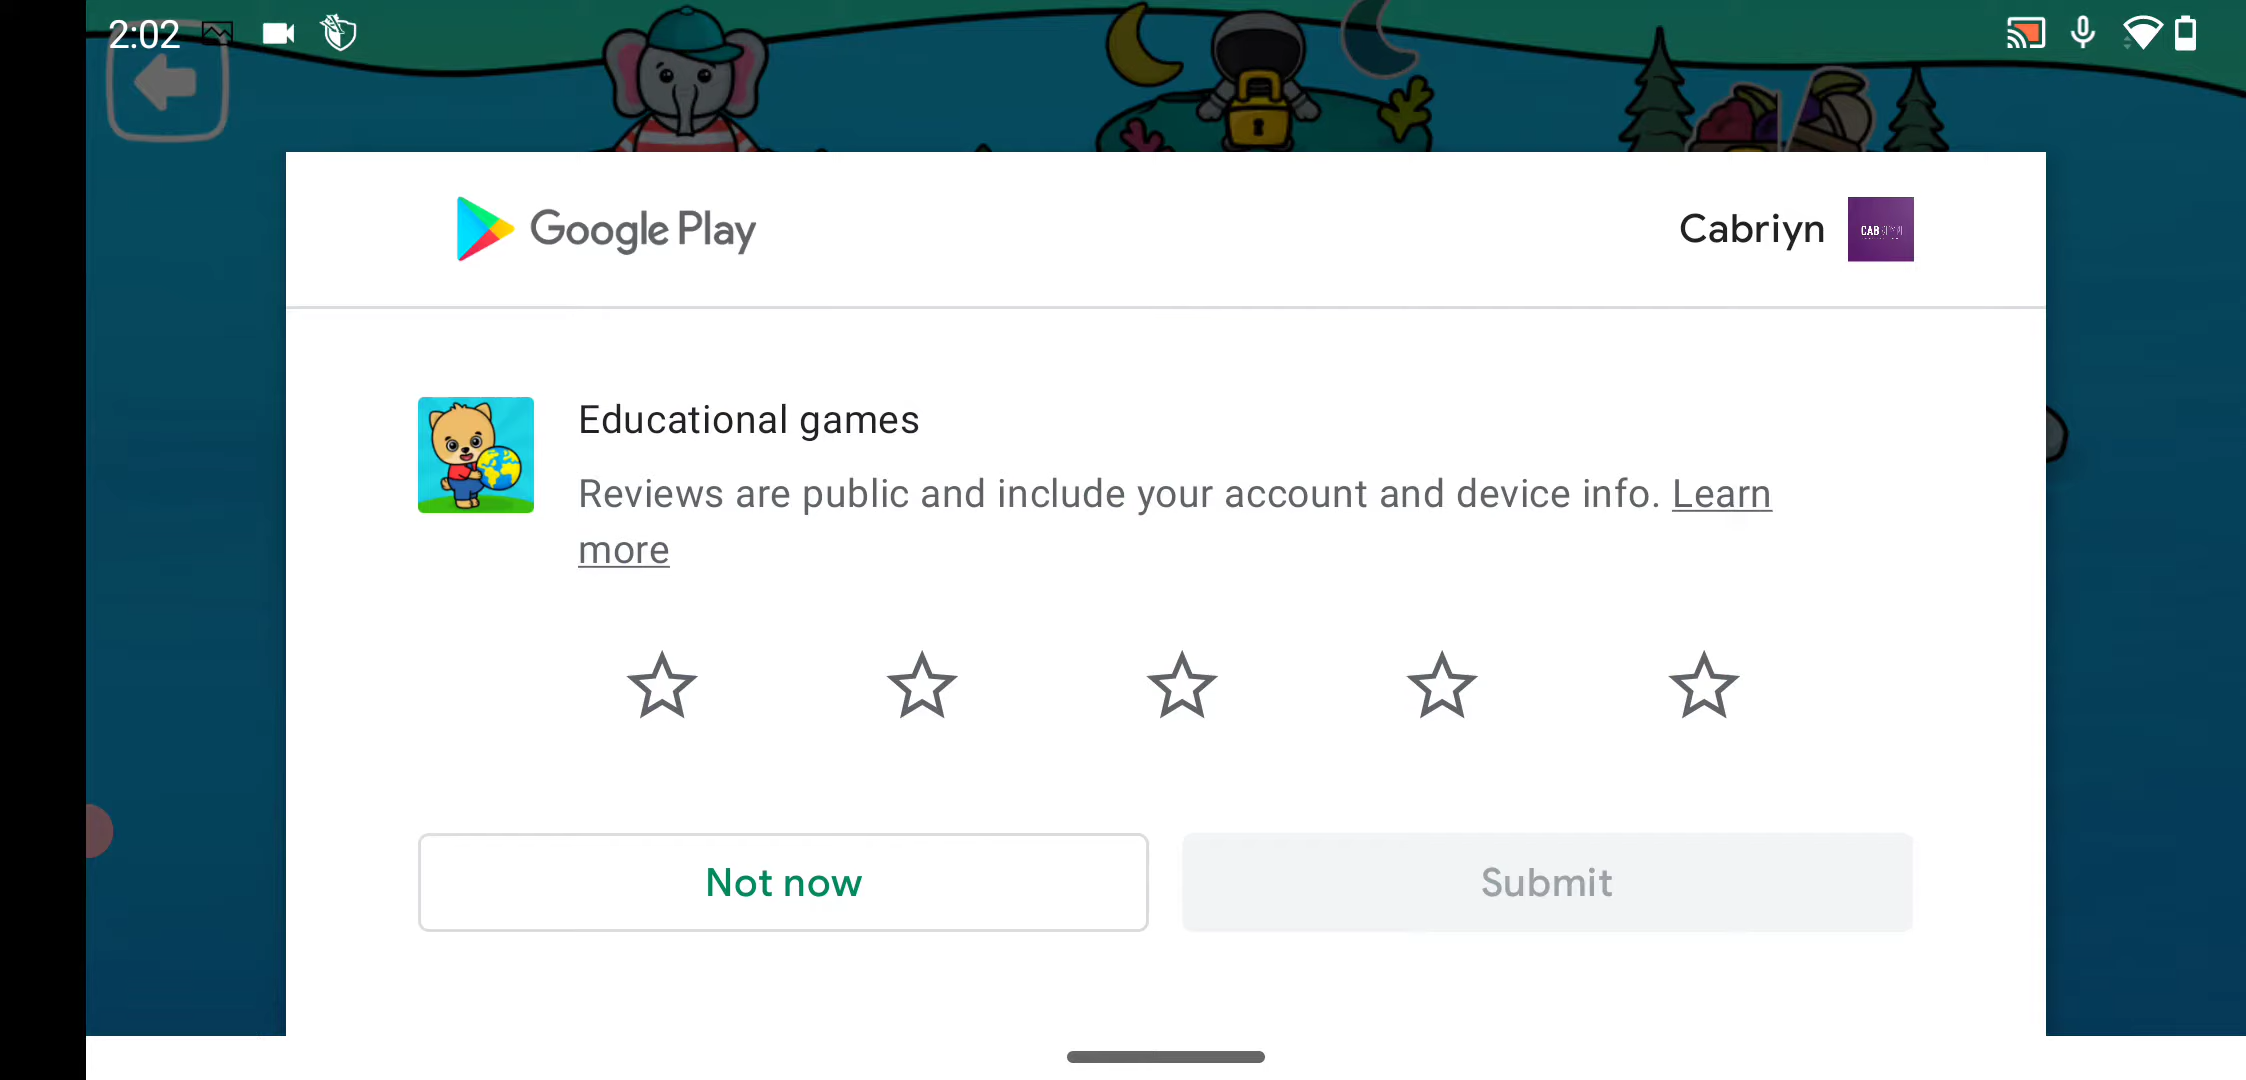 2:02
Google Play
Cabriyn
Educational games
Reviews are public and include your account and device info. Learn
more
Not now
Submit